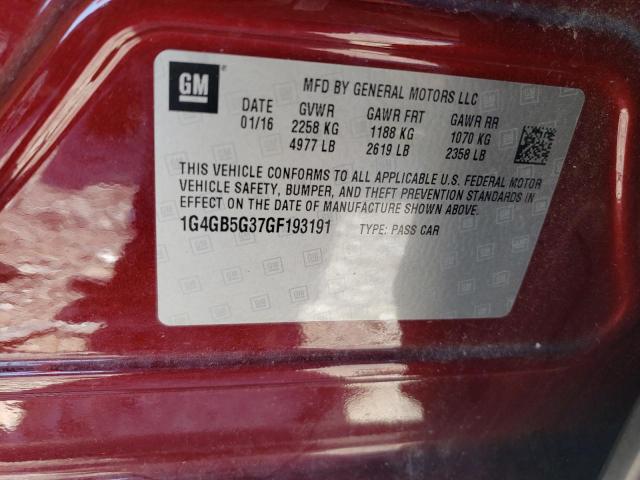 GM
MFD BY GENERAL MOTORS LLC
DATE GVWR GAWR FRT GAWR RR
01/16 2258 KG 1188 KG 1070 KG
4977 LB 2619 LB 2358 LB
THIS VEHICLE CONFORMS TO ALL APPLICABLE U.S. FEDERAL MOTOR
VEHICLE SAFETY, BUMPER, AND THEFT PREVENTION STANDARDS IN
EFFECT ON THE DATE OF MANUFACTURE SHOWN ABOVE.
1G4GB5G37GF193191 TYPE: PASS CAR